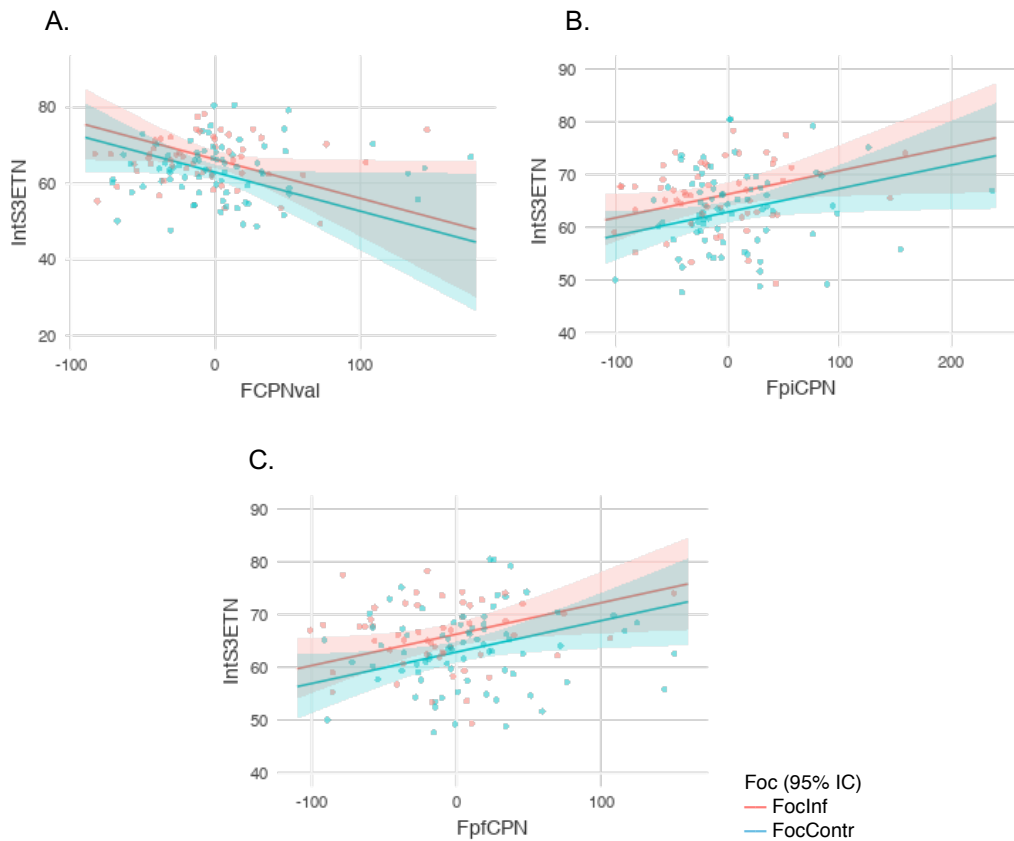 A.
80
60
40
20
IntS3ETN
-100
0
100
FCPNval
B.
90
80
70
60
50
40
IntS3ETN
-100
0
100
200
FpiCPN
C.
90
80
70
60
50
40
IntS3ETN
-100
0
100
FpfCPN
Foc (95% IC)
FocInf
FocContr